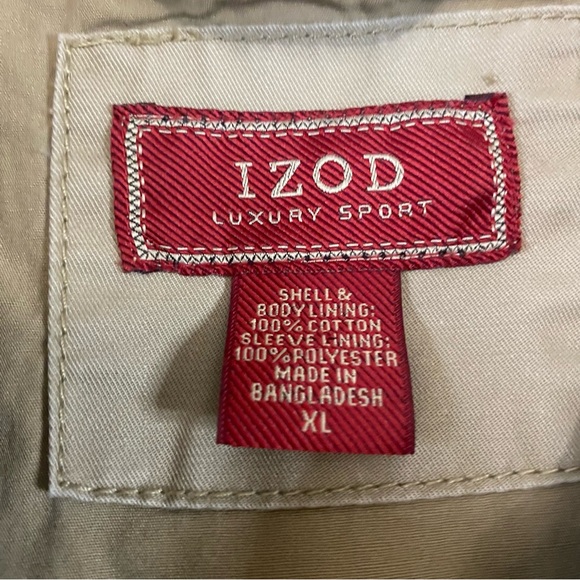 IZOD
LUXURY SPORT
SHELL &
BODY LINING:
100% COTTON
SLEEVE LINING:
100% POLYESTER
MADE IN
BANGLADESH
XL